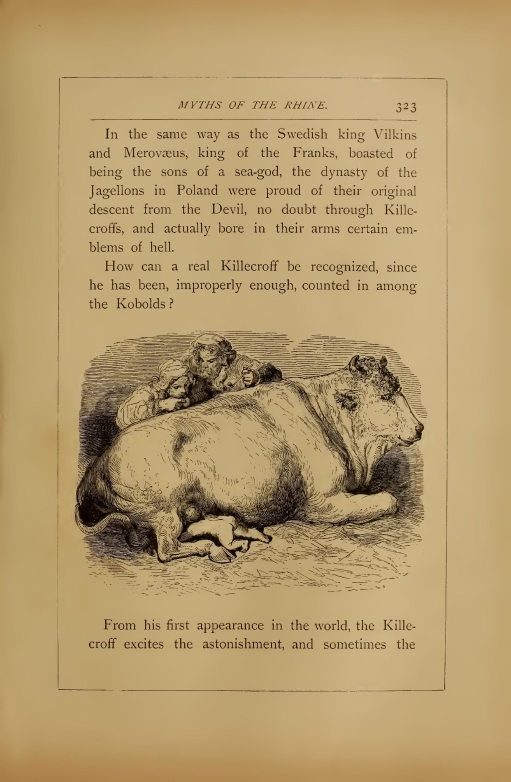 MYTHS OF THE RHINE. 323
In the same way as the Swedish king Vilkins
and Merovæus, king of the Franks, boasted of
being the sons of a sea-god, the dynasty of the
Jagellons in Poland were proud of their original
descent from the Devil, no doubt through Kille-
croffs, and actually bore in their arms certain em-
blems of hell.
How can a real Killecroff be recognized, since
he has been, improperly enough, counted in among
the Kobolds?
From his first appearance in the world, the Kille-
croff excites the astonishment, and sometimes the